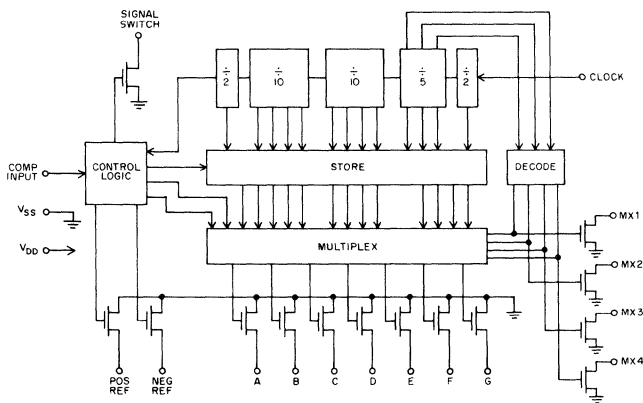 SIGNAL
SWITCH
÷2
÷10
÷10
÷5
÷2
CLOCK
COMP
INPUT
CONTROL
LOGIC
STORE
DECODE
VSS
VDD
MULTIPLEX
MX1
MX2
MX3
MX4
POS
REF
NEG
REF
A
B
C
D
E
F
G